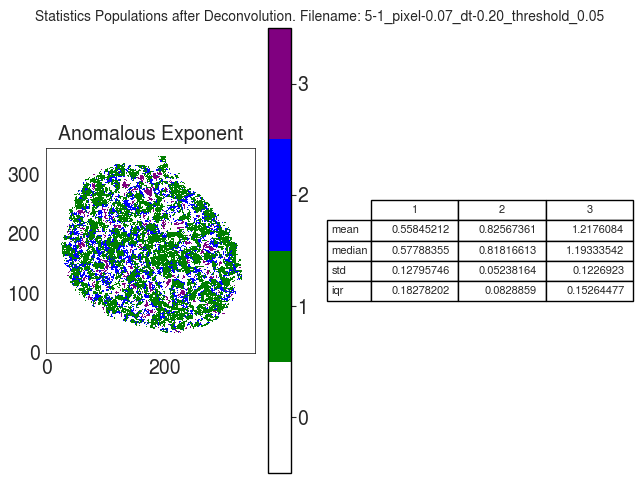 Statistics Populations after Deconvolution. Filename: 5-1_pixel-0.07_dt-0.20_threshold_0.05
Anomalous Exponent
300
200
100
0
0 200
3
2
1
0
1 2 3
mean 0.55845212 0.82567361 1.2176084
median 0.57788355 0.81816613 1.19333542
std 0.12795746 0.05238164 0.1226923
iqr 0.18278202 0.0828859 0.15264477